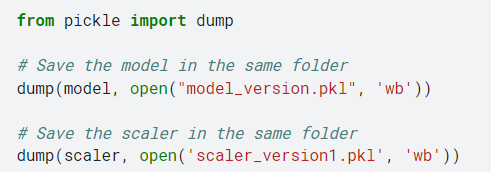 from pickle import dump
# Save the model in the same folder
dump(model, open("model_version.pkl", 'wb'))
# Save the scaler in the same folder
dump(scaler, open('scaler_version1.pkl', 'wb'))